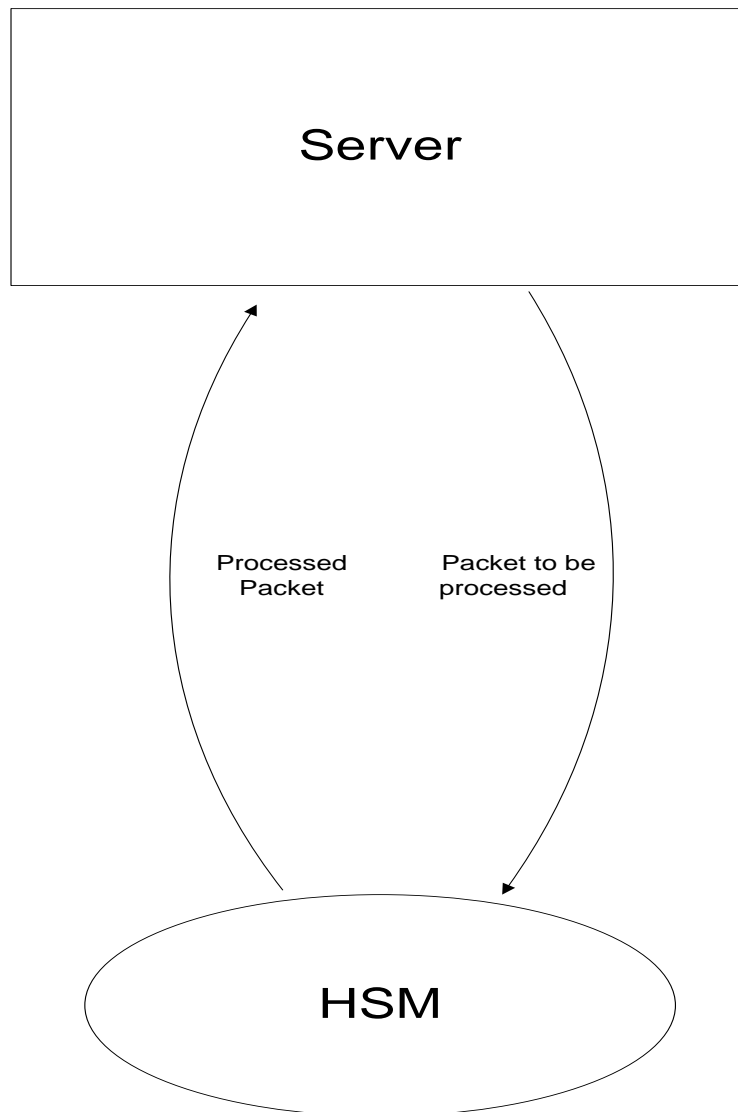 Server
Processed
Packet
Packet to be
processed
HSM